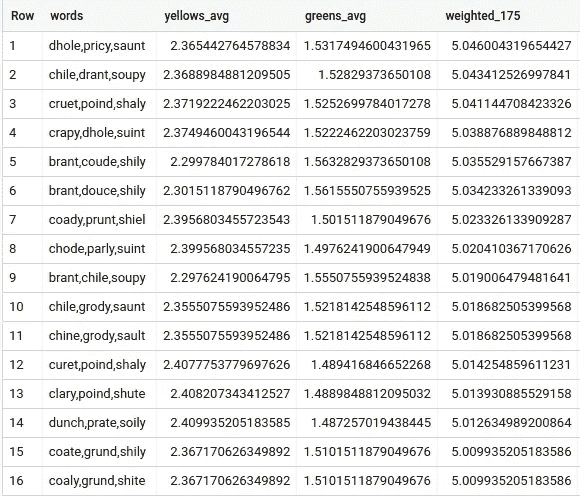 Row words yellows_avg greens_avg weighted_175
1 dhole,pricy,saunt 2.365442764578834 1.5317494600431965 5.046004319654427
2 chile,drant,soupy 2.3688984881209505 1.52829373650108 5.043412526997841
3 cruet,poind,shaly 2.3719222462203025 1.5252699784017278 5.041144708423326
4 crapy,dhole,suint 2.3749460043196544 1.5222462203023759 5.038876889848812
5 brant,coude,shily 2.299784017278618 1.5632829373650108 5.035529157667387
6 brant,douce,shily 2.3015118790496762 1.5615550755939525 5.034233261339093
7 coady,prunt,shiel 2.3956803455723543 1.501511879049676 5.023326133909287
8 chode,parly,suint 2.399568034557235 1.4976241900647949 5.020410367170626
9 brant,chile,soupy 2.297624190064795 1.5550755939524838 5.019006479481641
10 chile,grody,saunt 2.3555075593952486 1.5218142548596112 5.018682505399568
11 chine,grody,sault 2.3555075593952486 1.5218142548596112 5.018682505399568
12 curet,poind,shaly 2.4077753779697626 1.489416846652268 5.014254859611231
13 clary,poind,shute 2.408207343412527 1.4889848812095032 5.013930885529158
14 dunch,prate,soily 2.409935205183585 1.487257019438445 5.012634989200864
15 coate,grund,shily 2.367170626349892 1.5101511879049676 5.009935205183586
16 coaly,grund,shite 2.367170626349892 1.5101511879049676 5.009935205183586